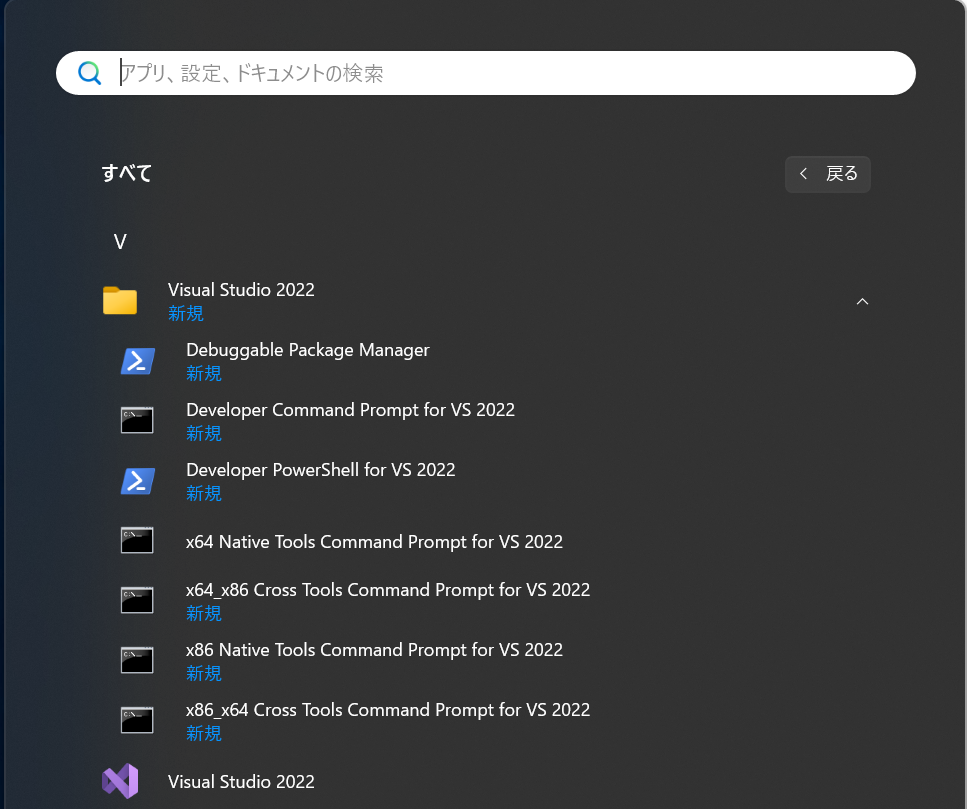 アプリ、設定、ドキュメントの検索
すべて
戻る
V
Visual Studio 2022
新規
Debuggable Package Manager
新規
Developer Command Prompt for VS 2022
新規
Developer PowerShell for VS 2022
新規
x64 Native Tools Command Prompt for VS 2022
x64_x86 Cross Tools Command Prompt for VS 2022
新規
x86 Native Tools Command Prompt for VS 2022
新規
x86_x64 Cross Tools Command Prompt for VS 2022
新規
Visual Studio 2022